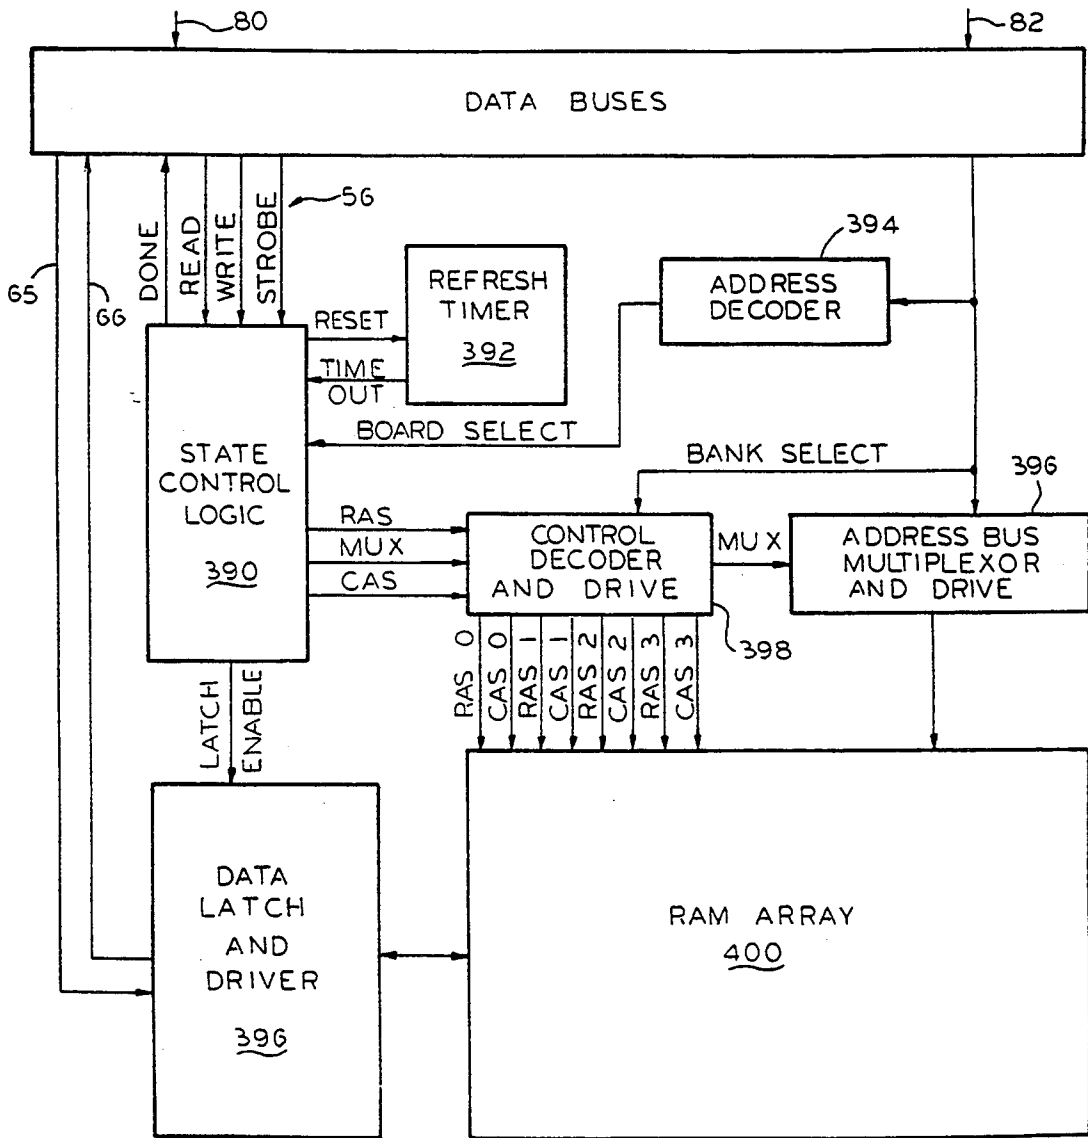 80
82
DATA BUSES
DONE
READ
WRITE
STROBE
56
65
66
394
REFRESH
TIMER
392
ADDRESS
DECODER
RESET
TIME
OUT
BOARD SELECT
STATE
CONTROL
LOGIC
390
BANK SELECT
396
RAS
MUX
CAS
CONTROL
DECODER
AND DRIVE
MUX
ADDRESS BUS
MULTIPLEXOR
AND DRIVE
398
RAS 0
CAS 0
RAS 1
CAS 1
RAS 2
CAS 2
RAS 3
CAS 3
LATCH
ENABLE
DATA
LATCH
AND
DRIVER
396
RAM ARRAY
400